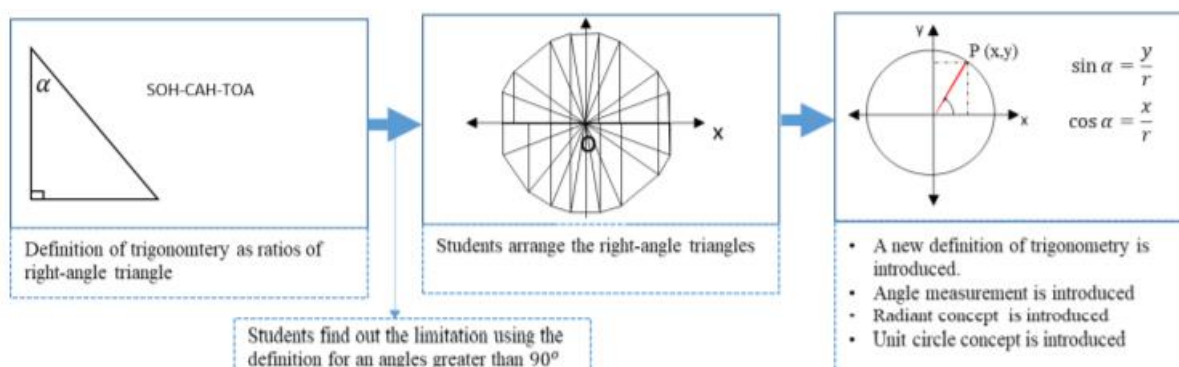 α
SOH-CAH-TOA
Definition of trigonomtery as ratios of
right-angle triangle
Students find out the limitation using the
definition for an angles greater than 90°
X
O
Students arrange the right-angle triangles
y
P (x,y)
x
sin α = y/r
cos α = x/r
• A new definition of trigonometry is
introduced.
• Angle measurement is introduced
• Radiant concept is introduced
• Unit circle concept is introduced